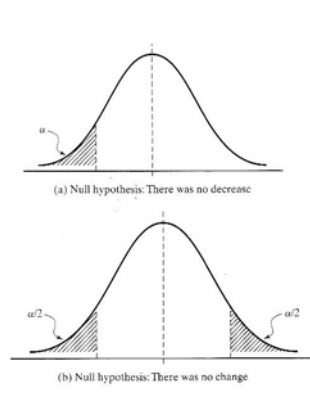 α
(a) Null hypothesis: There was no decrease
α/2
α/2
(b) Null hypothesis: There was no change